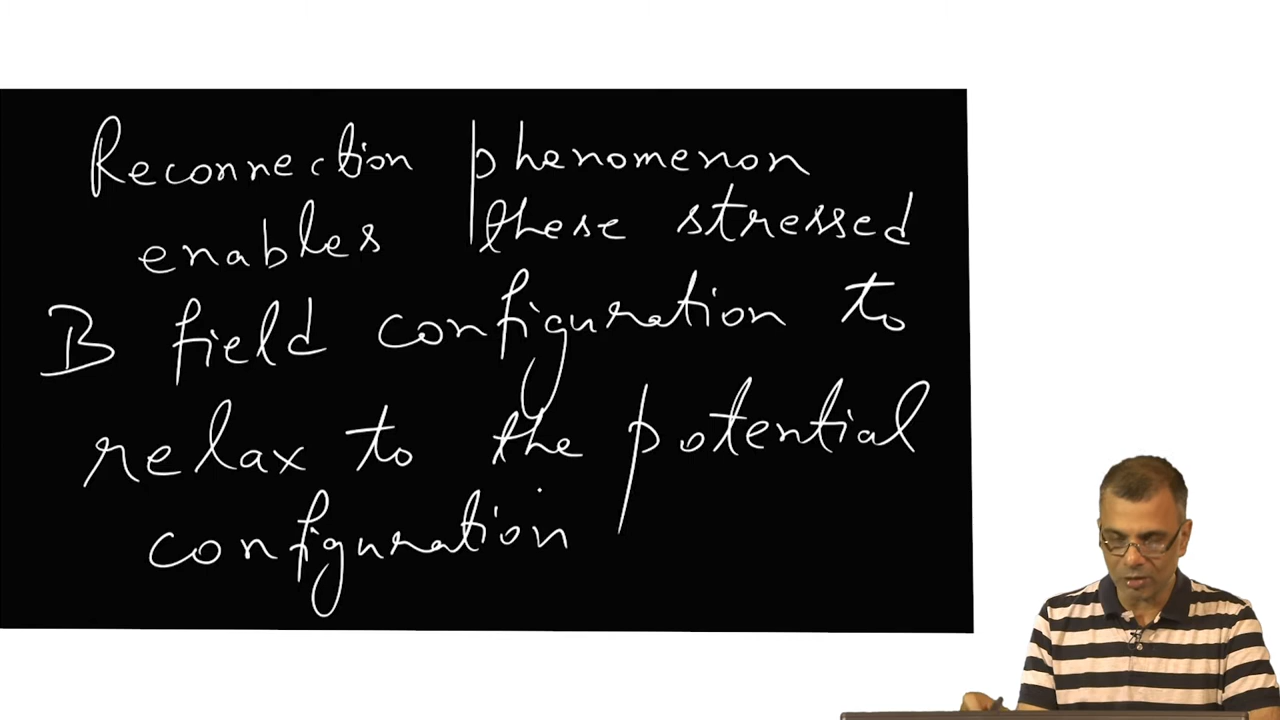 Reconnection phenomenon
enables these stressed
B field configuration to
relax to the potential
configuration